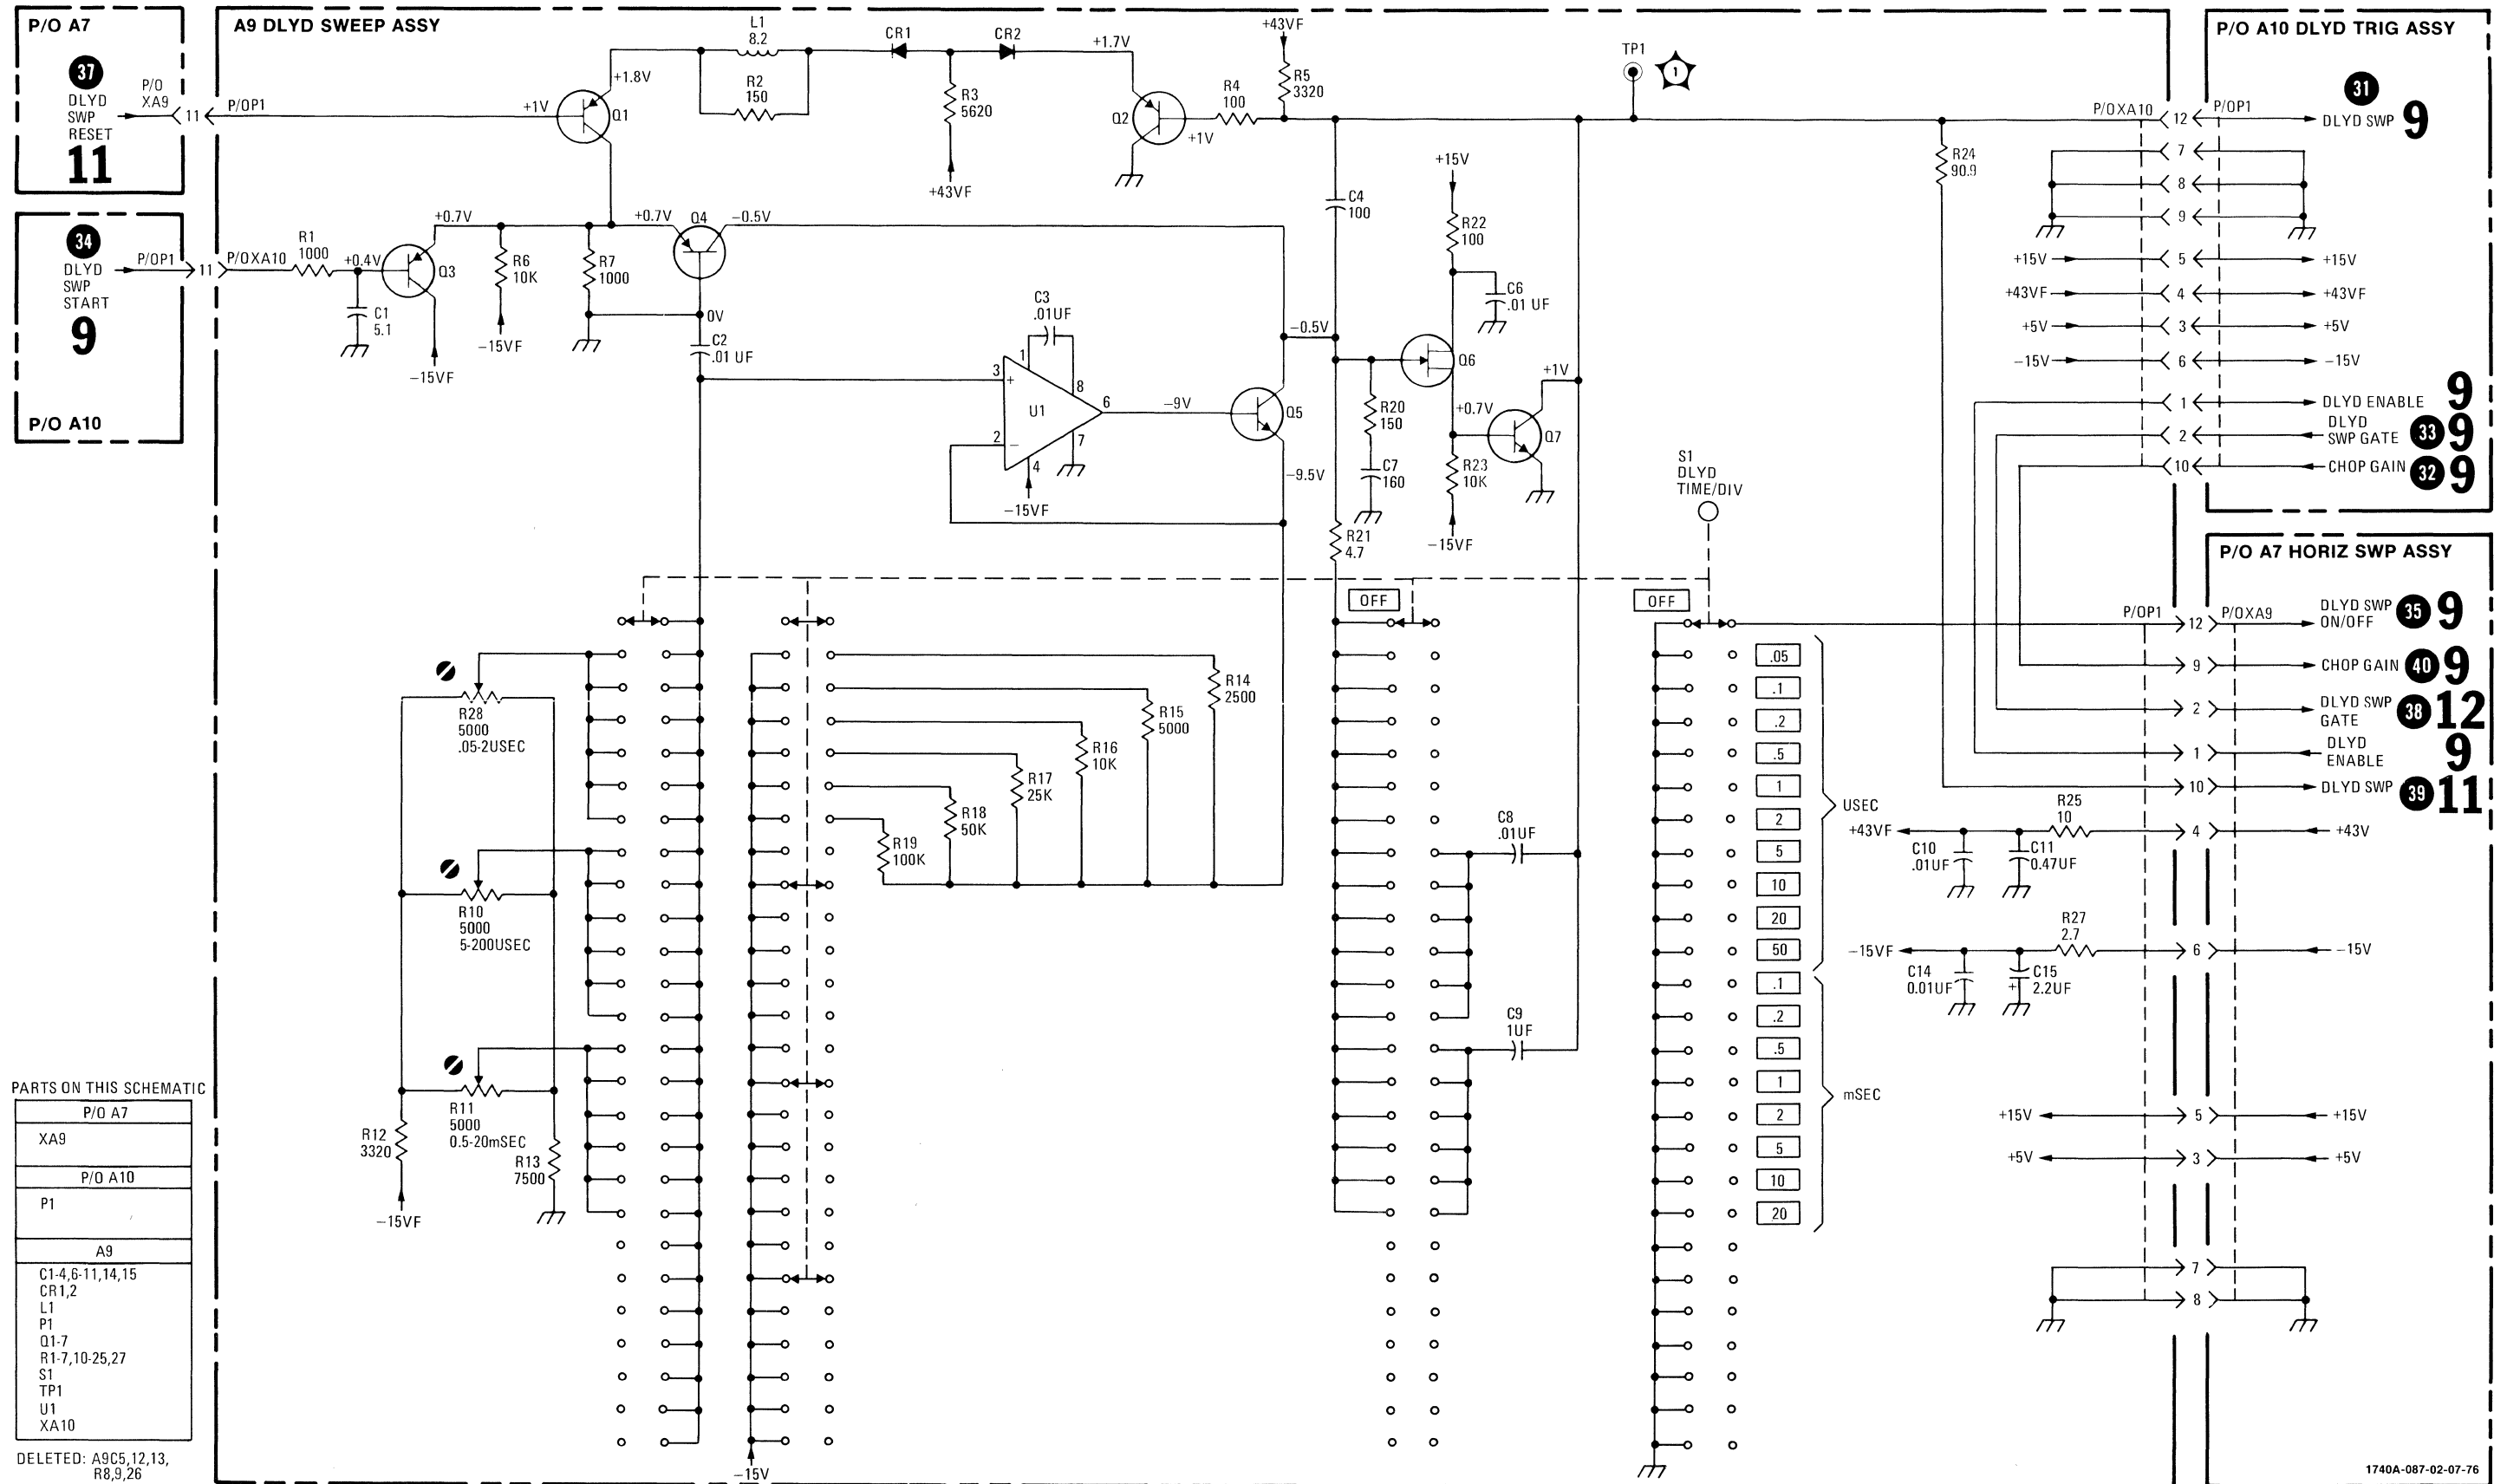 P/O A7
37
DLYD
SWP
RESET
11
P/O
XA9
11
P/OP1
34
DLYD
SWP
START
9
P/OP1
11
P/OXA10
P/O A10
A9 DLYD SWEEP ASSY
+1V
+1.8V
Q1
L1
8.2
R2
150
CR1
CR2
R3
5620
+43VF
+1.7V
Q2
+1V
R4
100
+43VF
R5
3320
TP1
1
R1
1000
+0.4V
C1
5.1
Q3
+0.7V
-15VF
R6
10K
-15VF
R7
1000
+0.7V
Q4
-0.5V
0V
C2
.01 UF
C3
.01UF
1
3
+
8
U1
6
2
-
4
7
-15VF
-9V
Q5
-0.5V
-9.5V
C4
100
+15V
R22
100
C6
.01 UF
Q6
R20
150
C7
160
+0.7V
+1V
Q7
R23
10K
-15VF
R21
4.7
R24
90.9
S1
DLYD
TIME/DIV
OFF
OFF
R28
5000
.05-2USEC
R10
5000
5-200USEC
R11
5000
0.5-20mSEC
R12
3320
-15VF
R13
7500
R14
2500
R15
5000
R16
10K
R17
25K
R18
50K
R19
100K
-15V
C8
.01UF
C9
1UF
.05
.1
.2
.5
1
2
5
10
20
50
USEC
.1
.2
.5
1
2
5
10
20
mSEC
P/O A10 DLYD TRIG ASSY
P/OXA10
P/OP1
12
31
DLYD SWP 9
7
8
9
+15V 5 +15V
+43VF 4 +43VF
+5V 3 +5V
-15V 6 -15V
1 DLYD ENABLE 9
2 DLYD
SWP GATE 33 9
10 CHOP GAIN 32 9
P/O A7 HORIZ SWP ASSY
P/OP1
P/OXA9
12 DLYD SWP
ON/OFF 35 9
9 CHOP GAIN 40 9
2 DLYD SWP
GATE 38 12
1 DLYD
ENABLE 9
10 DLYD SWP 39 11
R25
10
+43VF 4 +43V
C10
.01UF
C11
0.47UF
R27
2.7
-15VF 6 -15V
C14
0.01UF
+
C15
2.2UF
+15V 5 +15V
+5V 3 +5V
7
8
PARTS ON THIS SCHEMATIC
P/O A7
XA9
P/O A10
P1
A9
C1-4,6-11,14,15
CR1,2
L1
P1
Q1-7
R1-7,10-25,27
S1
TP1
U1
XA10
DELETED: A9C5,12,13,
R8,9,26
1740A-087-02-07-76